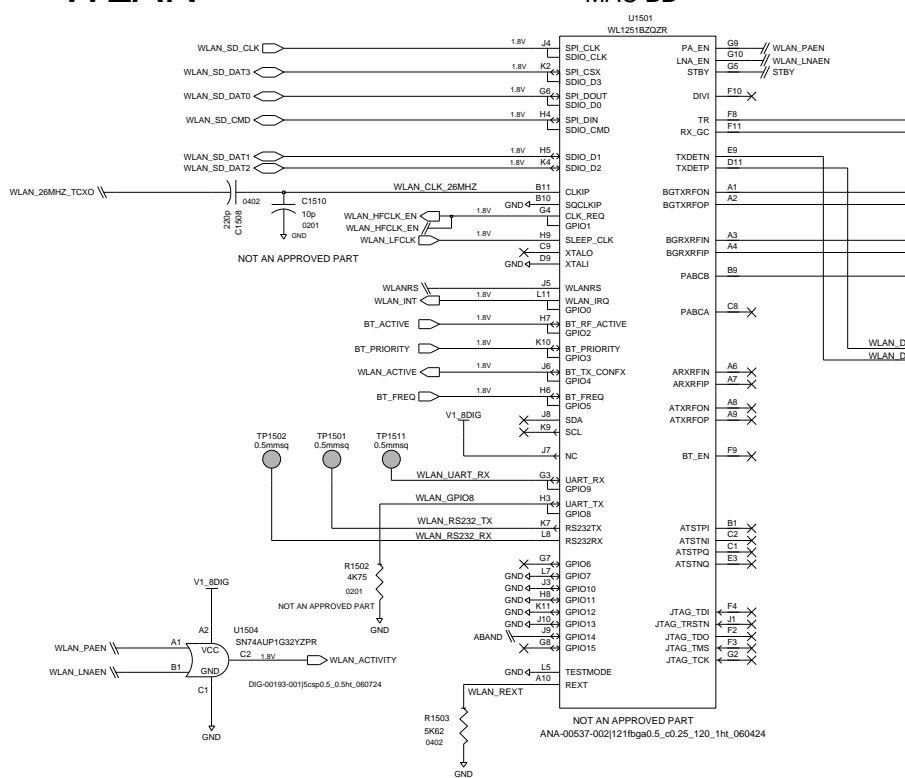 WLAN
MAC BB
U1501
WL1251BZQZR
WLAN_SD_CLK 1.8V J4 SPI_CLK
SDIO_CLK
WLAN_SD_DAT3 1.8V K2 SPI_CSX
SDIO_D3
WLAN_SD_DAT0 1.8V G6 SPI_DOUT
SDIO_D0
WLAN_SD_CMD 1.8V H4 SPI_DIN
SDIO_CMD
WLAN_SD_DAT1 1.8V H5 SDIO_D1
WLAN_SD_DAT2 1.8V K4 SDIO_D2
WLAN_26MHZ_TCXO 220p C1508 0402 WLAN_CLK_26MHZ B11 CLKIP
C1510
10p
0201
GND
NOT AN APPROVED PART
GND B10 SQCLKIP
WLAN_HFCLK_EN 1.8V G4 CLK_REQ
WLAN_HFCLK_EN GPIO1
WLAN_LFCLK 1.8V H9 SLEEP_CLK
C9 XTALO
GND D9 XTALI
WLANRS J5 WLANRS
WLAN_INT 1.8V L11 WLAN_IRQ
GPIO0
BT_ACTIVE 1.8V H7 BT_RF_ACTIVE
GPIO2
BT_PRIORITY 1.8V K10 BT_PRIORITY
GPIO3
WLAN_ACTIVE 1.8V J6 BT_TX_CONFX
GPIO4
BT_FREQ 1.8V H6 BT_FREQ
GPIO5
J8 SDA
K9 SCL
V1_8DIG
J7 NC
TP1502 TP1501 TP1511
0.5mmsq 0.5mmsq 0.5mmsq
WLAN_UART_RX G3 UART_RX
GPIO9
WLAN_GPIO8 H3 UART_TX
GPIO8
WLAN_RS232_TX K7 RS232TX
WLAN_RS232_RX L8 RS232RX
G7 GPIO6
GND L7 GPIO7
GND J3 GPIO10
GND H8 GPIO11
GND K11 GPIO12
GND J10 GPIO13
ABAND J9 GPIO14
G8 GPIO15
GND L5 TESTMODE
WLAN_REXT A10 REXT
R1502
4K75
0201
NOT AN APPROVED PART
GND
R1503
5K62
0402
GND
G9 PA_EN WLAN_PAEN
G10 LNA_EN WLAN_LNAEN
G5 STBY STBY
DIVI F10
TR F8
RX_GC F11
TXDETN E9
TXDETP D11
BGTXRFON A1
BGTXRFOP A2
BGRXRFIN A3
BGRXRFIP A4
PABCB B9
PABCA C8
WLAN_D
WLAN_D
ARXRFIN A6
ARXRFIP A7
ATXRFON A8
ATXRFOP A9
BT_EN F9
ATSTPI B1
ATSTNI C2
ATSTPQ C1
ATSTNQ E3
JTAG_TDI F4
JTAG_TRSTN J1
JTAG_TDO F2
JTAG_TMS F3
JTAG_TCK G2
NOT AN APPROVED PART
ANA-00537-002|121fbga0.5_c0.25_120_1ht_060424
V1_8DIG
A2 U1504
SN74AUP1G32YZPR
WLAN_PAEN A1 VCC C2 1.8V WLAN_ACTIVITY
WLAN_LNAEN B1 GND
C1
DIG-00193-001|5csp0.5_0.5ht_060724
GND